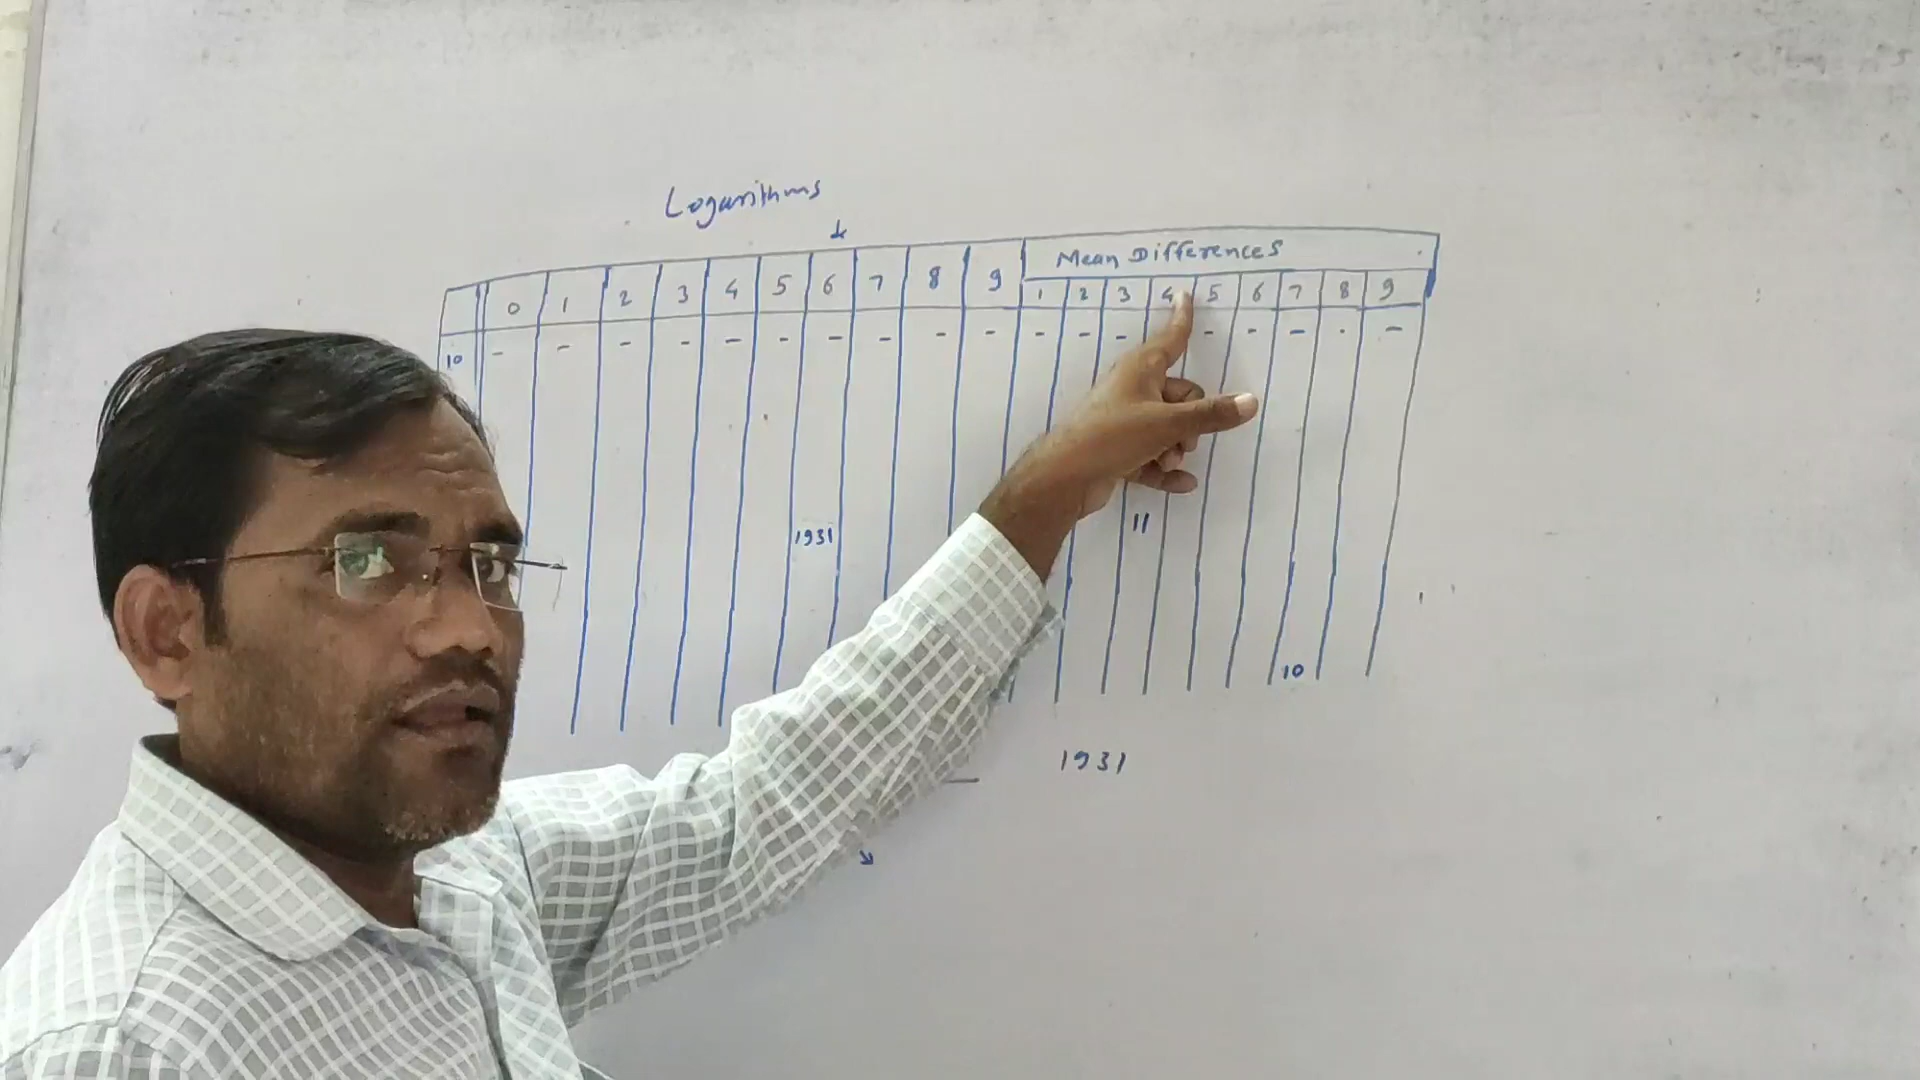 Logarithms
Mean Differences
0 1 2 3 4 5 6 7 8 9 1 2 3 4 5 6 7 8 9
10 - - - - - - - - - - - - - - - - · -
1931 11
10
1931